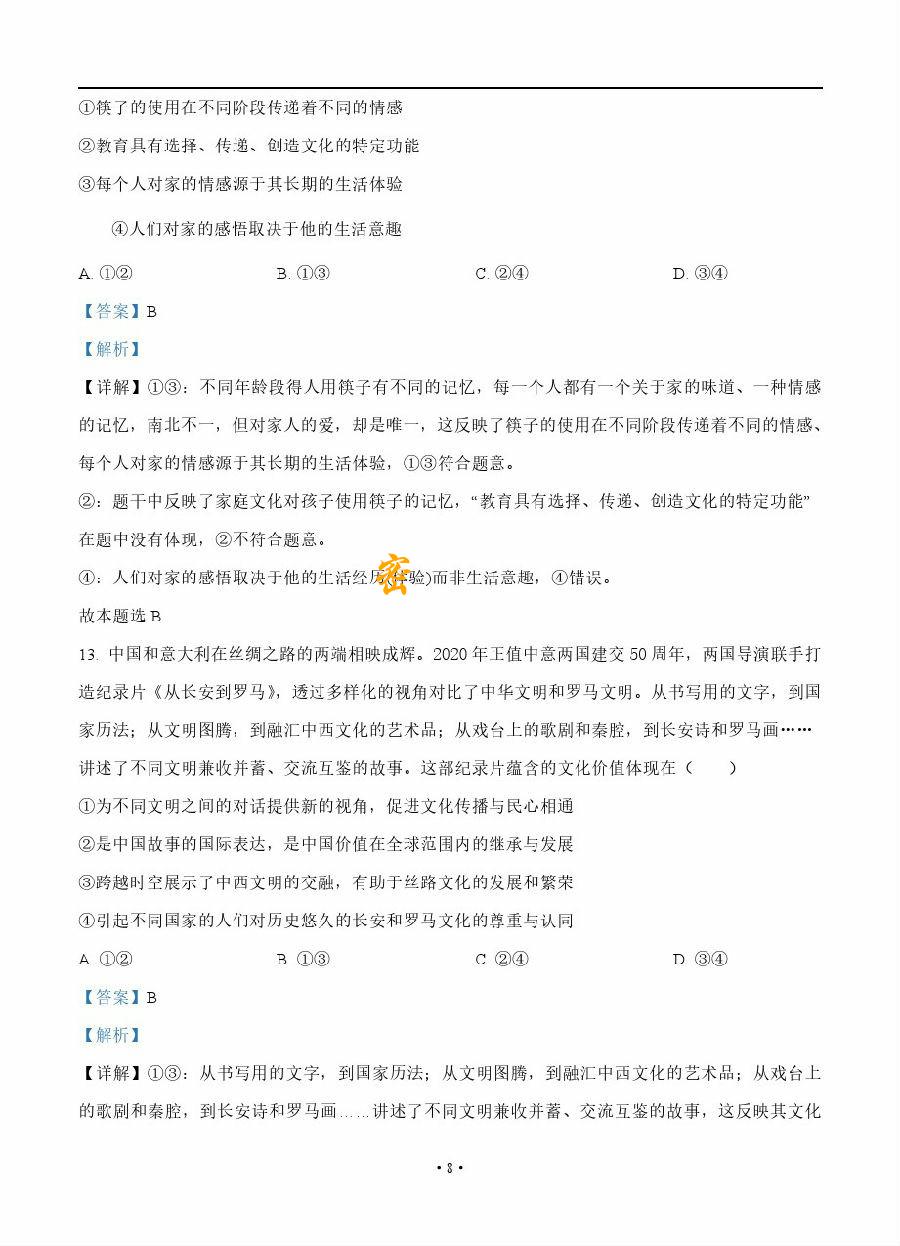 ①筷了的使用在不同阶段传递着不同的情感
②教育具有选择、传递、创造文化的特定功能
③每个人对家的情感源于其长期的生活体验
④人们对家的感悟取决于他的生活意趣
A. ①② B. ①③ C. ②④ D. ③④
【答案】B
【解析】
【详解】①③：不同年龄段得人用筷子有不同的记忆，每一个人都有一个关于家的味道、一种情感
的记忆，南北不一，但对家人的爱，却是唯一，这反映了筷子的使用在不同阶段传递着不同的情感、
每个人对家的情感源于其长期的生活体验，①③符合题意。
②：题干中反映了家庭文化对孩子使用筷子的记忆，“教育具有选择、传递、创造文化的特定功能”
在题中没有体现，②不符合题意。
④：人们对家的感悟取决于他的生活经历(体验)而非生活意趣，④错误。
密
故本题选 B
13. 中国和意大利在丝绸之路的两端相映成辉。2020 年王值中意两国建交 50 周年，两国导演联手打
造纪录片《从长安到罗马》，透过多样化的视角对比了中华文明和罗马文明。从书写用的文字，到国
家历法；从文明图腾，到融汇中西文化的艺术品；从戏台上的歌剧和秦腔，到长安诗和罗马画……
讲述了不同文明兼收并蓄、交流互鉴的故事。这部纪录片蕴含的文化价值体现在（　　）
①为不同文明之间的对话提供新的视角，促进文化传播与民心相通
②是中国故事的国际表达，是中国价值在全球范围内的继承与发展
③跨越时空展示了中西文明的交融，有助于丝路文化的发展和繁荣
④引起不同国家的人们对历史悠久的长安和罗马文化的尊重与认同
A. ①② B. ①③ C. ②④ D. ③④
【答案】B
【解析】
【详解】①③：从书写用的文字，到国家历法；从文明图腾，到融汇中西文化的艺术品；从戏台上
的歌剧和秦腔，到长安诗和罗马画……讲述了不同文明兼收并蓄、交流互鉴的故事，这反映其文化
·8·